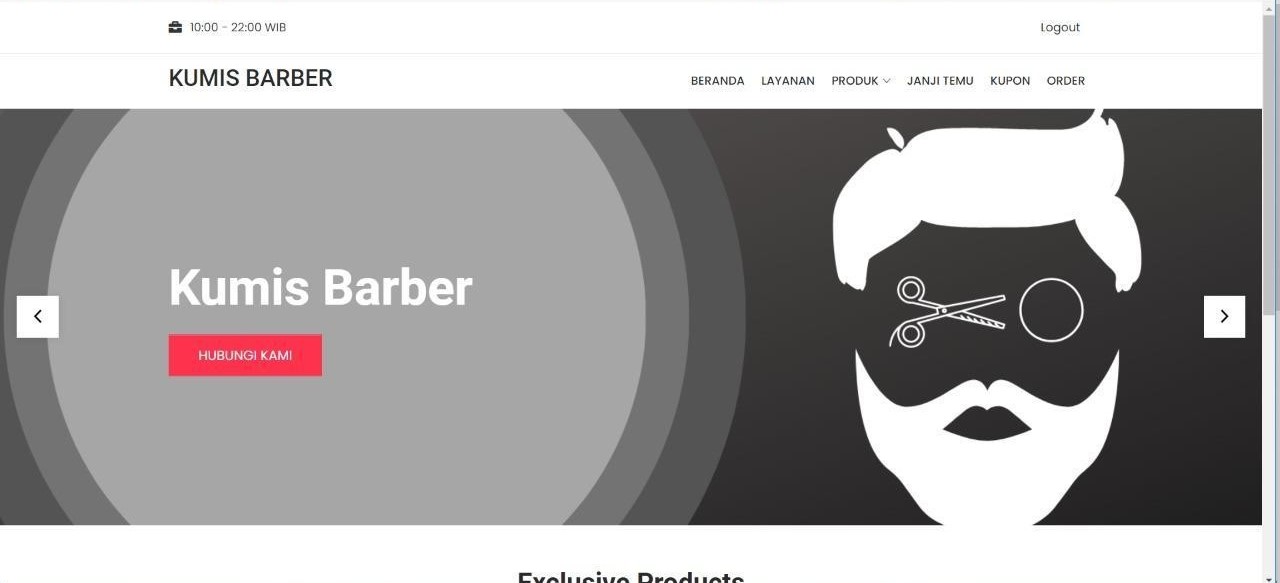 10:00 - 22:00 WIB
Logout
KUMIS BARBER
BERANDA LAYANAN PRODUK JANJI TEMU KUPON ORDER
Kumis Barber
HUBUNGI KAMI
Exclusive Products